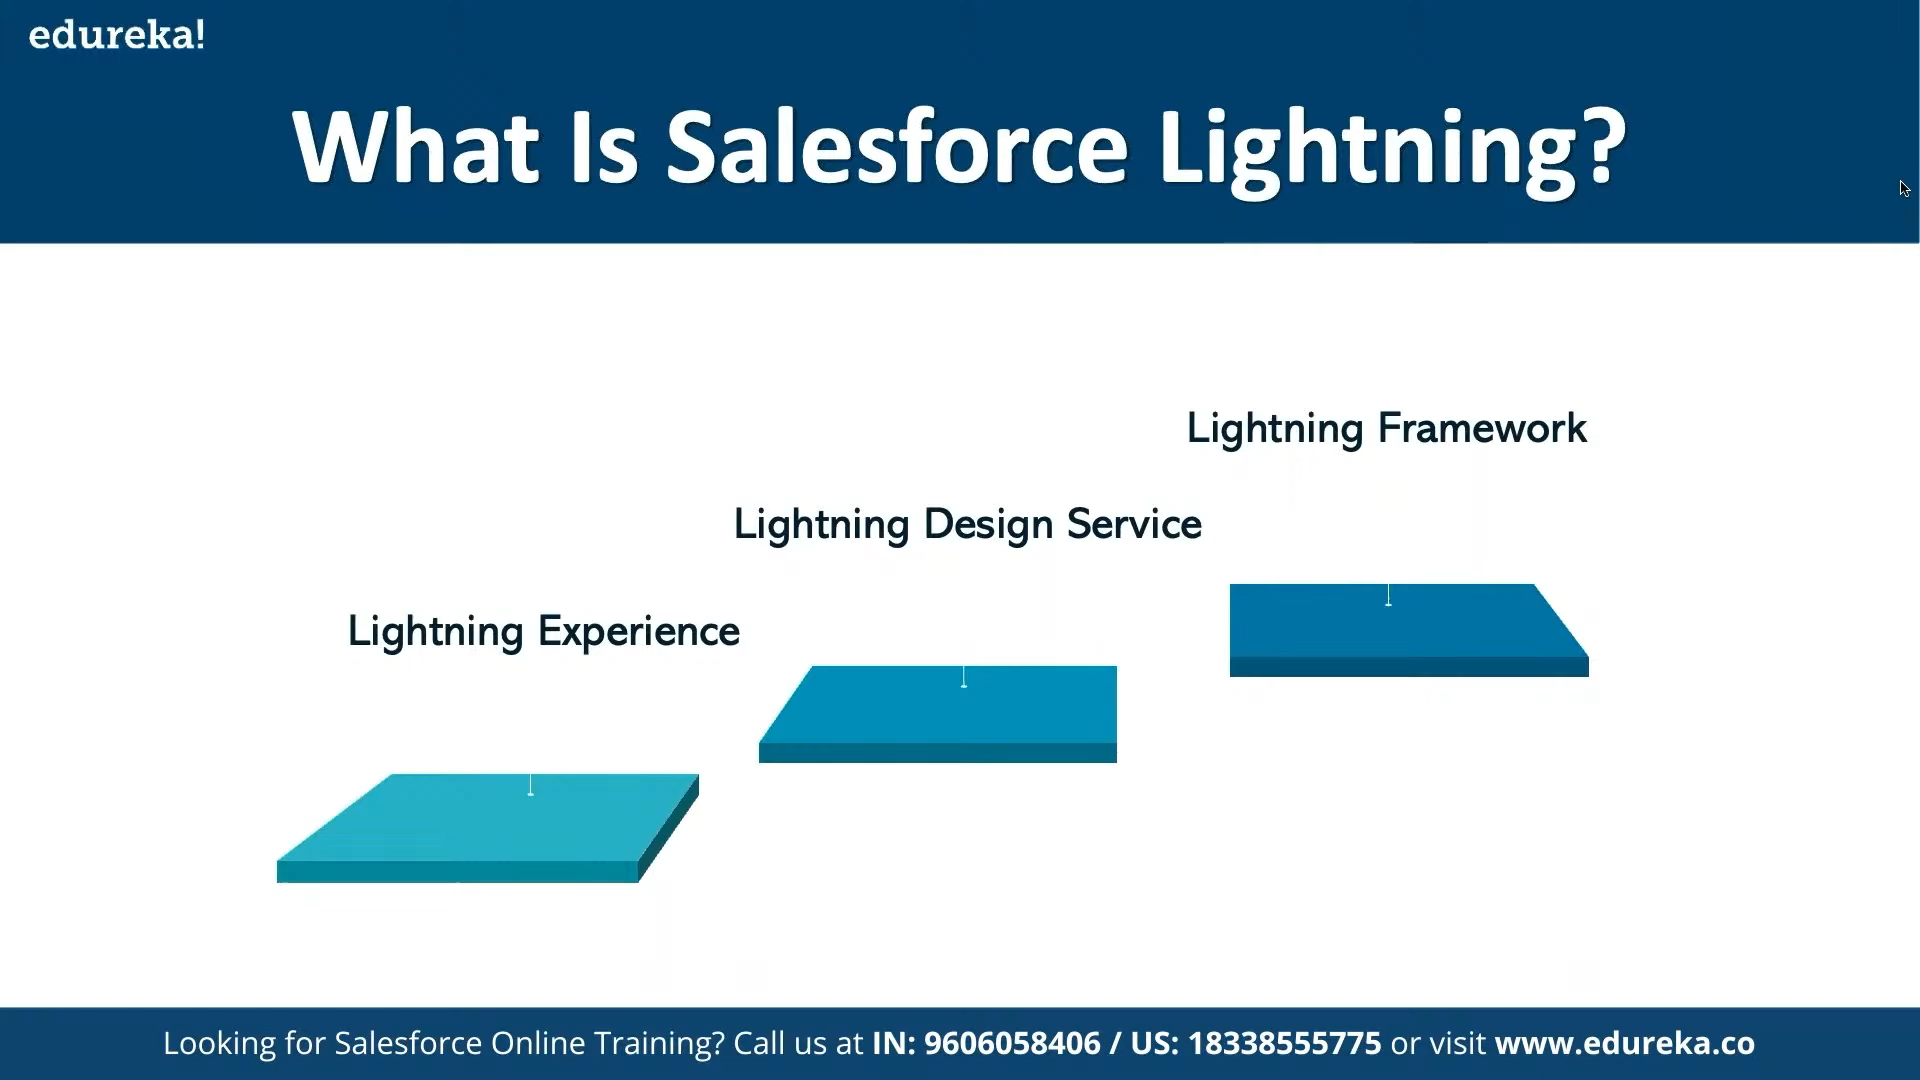 edureka!
What Is Salesforce Lightning?
Lightning Framework
Lightning Design Service
Lightning Experience
Looking for Salesforce Online Training? Call us at IN: 9606058406 / US: 18338555775 or visit www.edureka.co